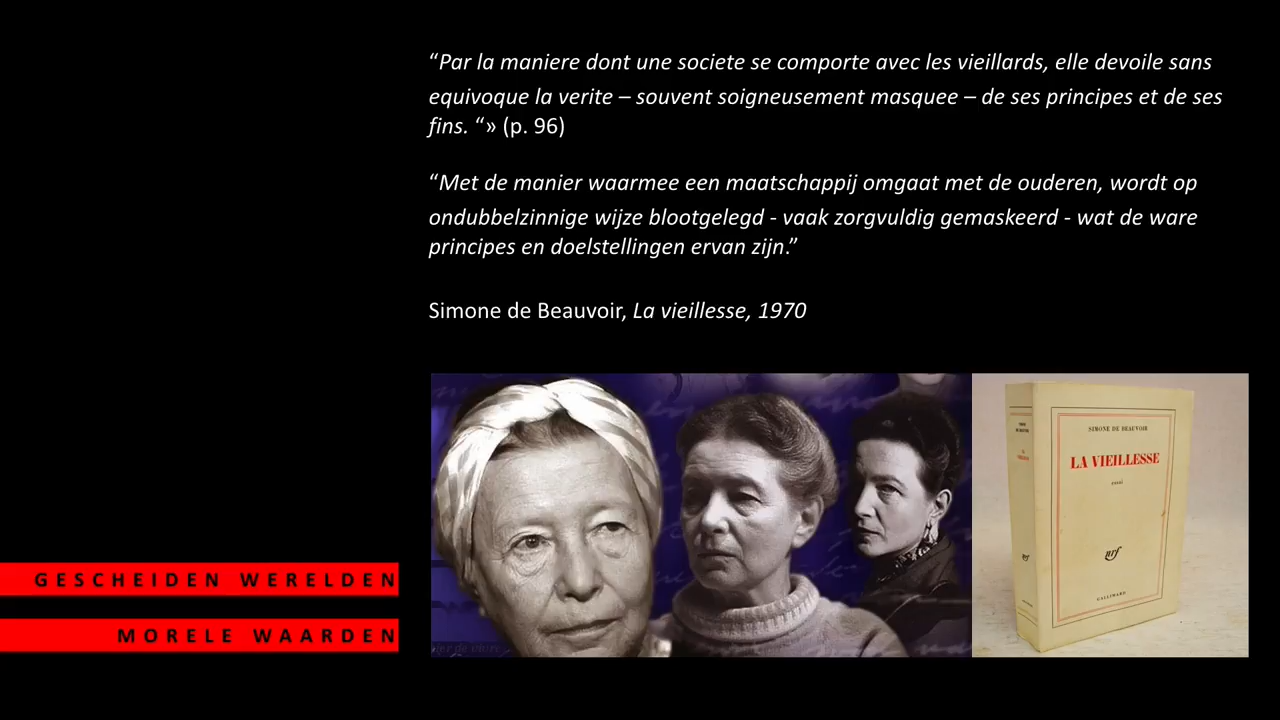 “Par la maniere dont une societe se comporte avec les vieillards, elle devoile sans
equivoque la verite – souvent soigneusement masquee – de ses principes et de ses
fins. “» (p. 96)
“Met de manier waarmee een maatschappij omgaat met de ouderen, wordt op
ondubbelzinnige wijze blootgelegd - vaak zorgvuldig gemaskeerd - wat de ware
principes en doelstellingen ervan zijn.”
Simone de Beauvoir, La vieillesse, 1970
GESCHEIDEN WERELDEN
MORELE WAARDEN
SIMONE DE BEAUVOIR
LA VIEILLESSE
essai
nrf
GALLIMARD